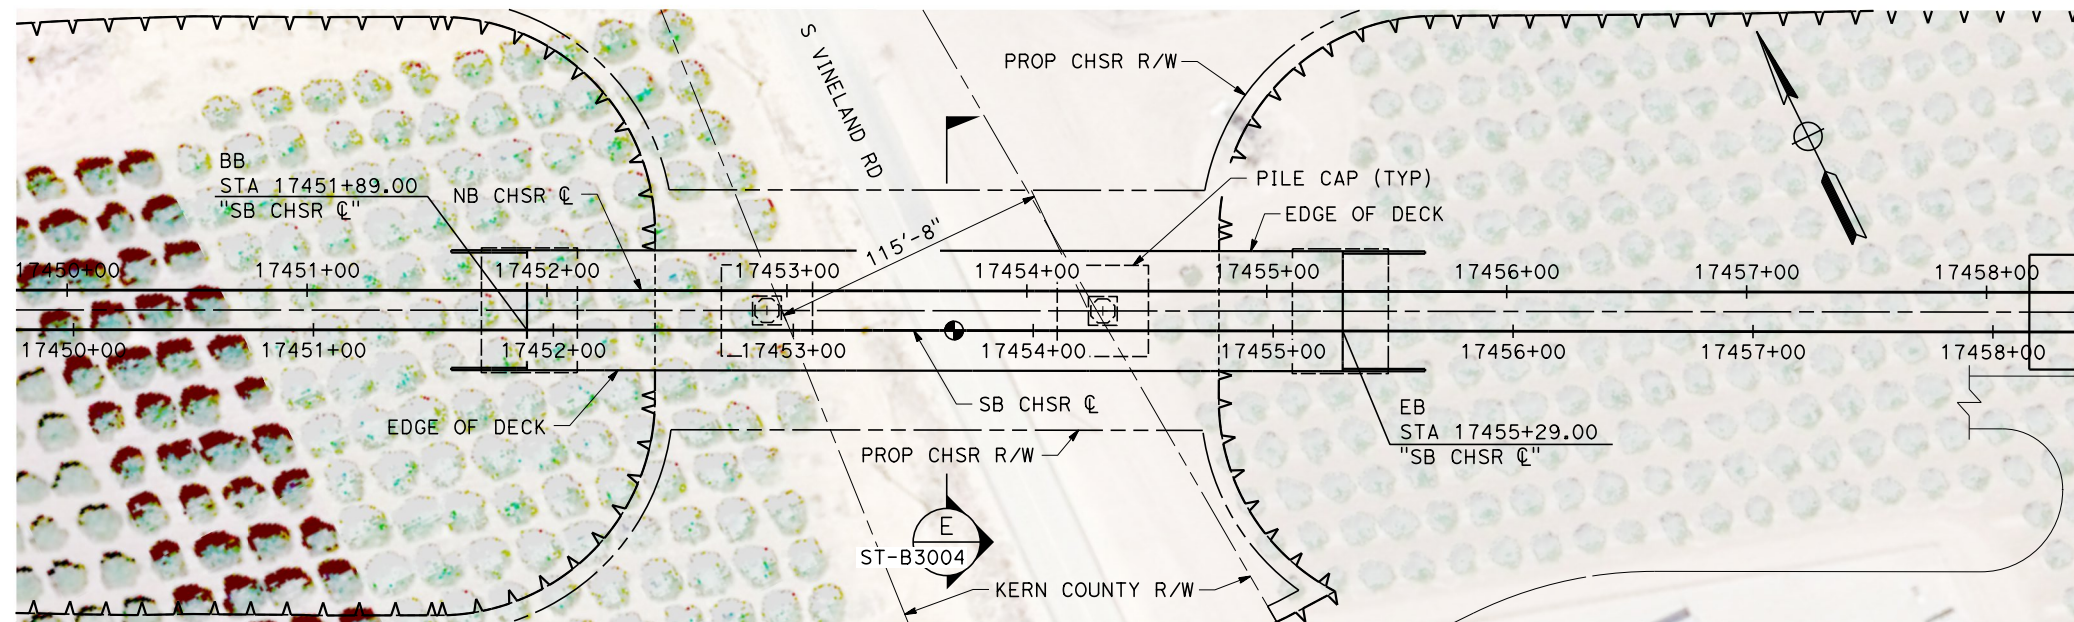 S VINELAND RD
PROP CHSR R/W
BB
STA 17451+89.00
"SB CHSR ℄"
NB CHSR ℄
PILE CAP (TYP)
EDGE OF DECK
115'-8"
17450+00 17451+00 17452+00 17453+00 17454+00 17455+00 17456+00 17457+00 17458+00
17450+00 17451+00 17452+00 17453+00 17454+00 17455+00 17456+00 17457+00 17458+00
SB CHSR ℄
EDGE OF DECK
EB
STA 17455+29.00
"SB CHSR ℄"
PROP CHSR R/W
E
ST-B3004
KERN COUNTY R/W